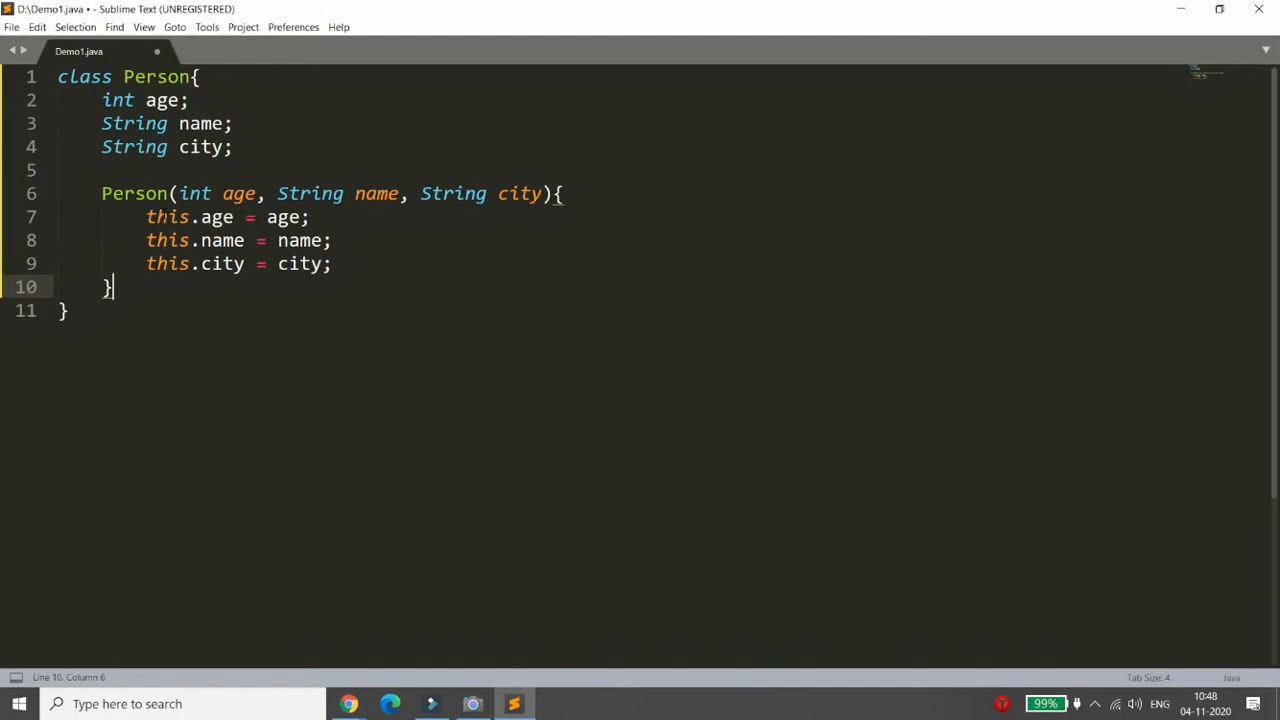 D:\Demo1.java • - Sublime Text (UNREGISTERED)
File Edit Selection Find View Goto Tools Project Preferences Help
Demo1.java
1 class Person{
2     int age;
3     String name;
4     String city;
5
6     Person(int age, String name, String city){
7         this.age = age;
8         this.name = name;
9         this.city = city;
10     }
11 }
Line 10, Column 6 Tab Size: 4 Java
Type here to search 99% ENG 10:48
04-11-2020